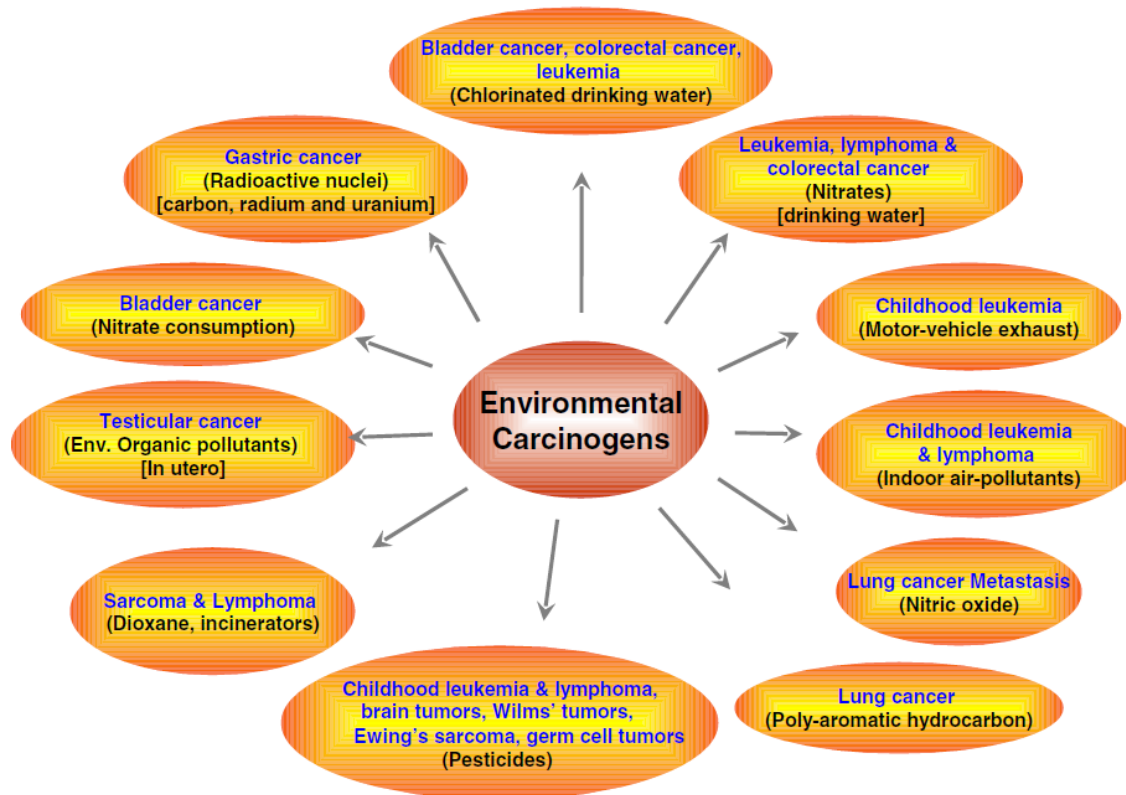 Bladder cancer, colorectal cancer,
leukemia
(Chlorinated drinking water)
Gastric cancer
(Radioactive nuclei)
[carbon, radium and uranium]
Leukemia, lymphoma &
colorectal cancer
(Nitrates)
[drinking water]
Bladder cancer
(Nitrate consumption)
Childhood leukemia
(Motor-vehicle exhaust)
Environmental
Carcinogens
Testicular cancer
(Env. Organic pollutants)
[In utero]
Childhood leukemia
& lymphoma
(Indoor air-pollutants)
Sarcoma & Lymphoma
(Dioxane, incinerators)
Lung cancer Metastasis
(Nitric oxide)
Childhood leukemia & lymphoma,
brain tumors, Wilms’ tumors,
Ewing’s sarcoma, germ cell tumors
(Pesticides)
Lung cancer
(Poly-aromatic hydrocarbon)